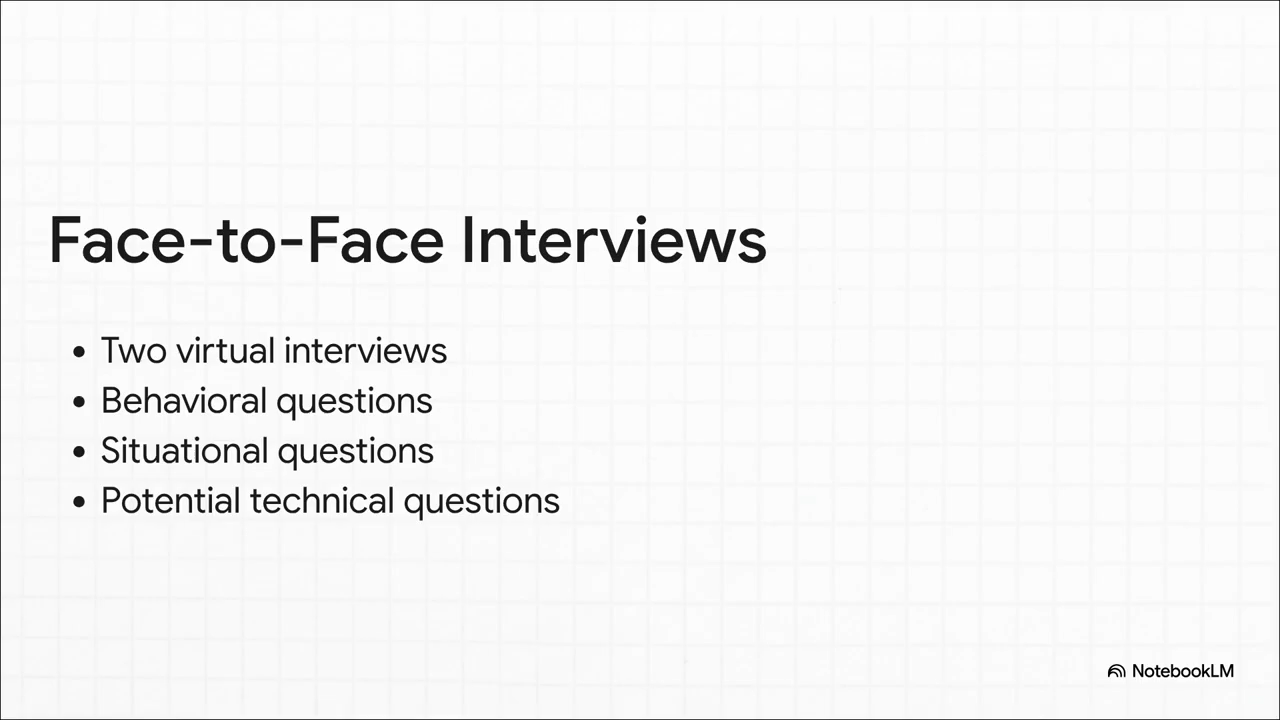 Face-to-Face Interviews
• Two virtual interviews
• Behavioral questions
• Situational questions
• Potential technical questions
NotebookLM